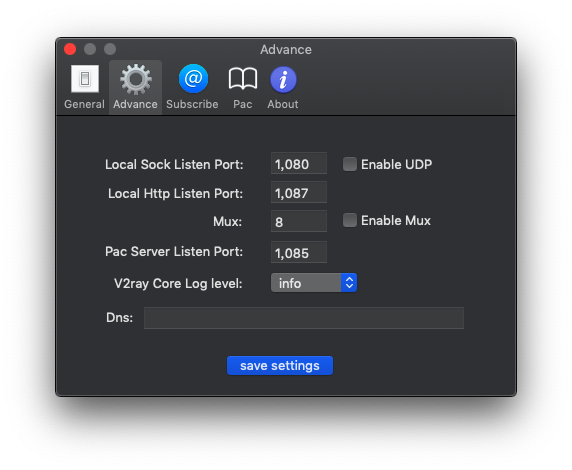 Advance
General Advance Subscribe Pac About
Local Sock Listen Port: 1,080 Enable UDP
Local Http Listen Port: 1,087
Mux: 8 Enable Mux
Pac Server Listen Port: 1,085
V2ray Core Log level: info
Dns:
save settings